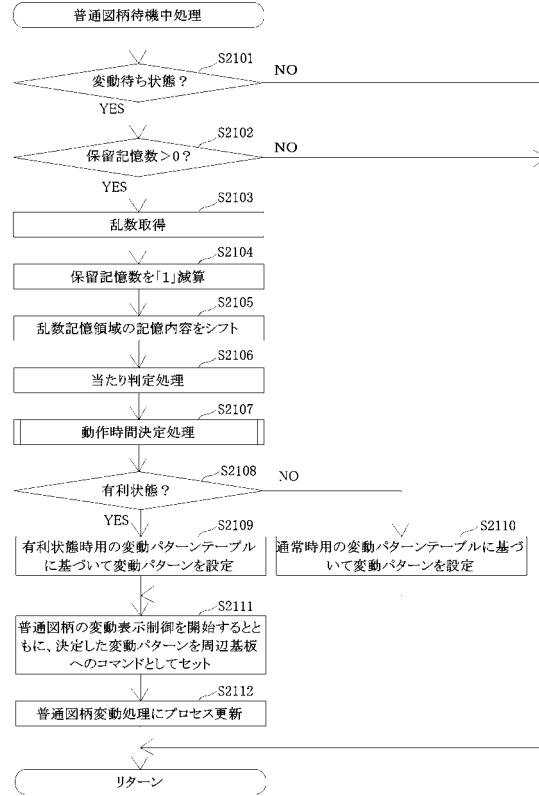 普通図柄待機中処理
S2101
変動待ち状態？
NO
YES
S2102
保留記憶数＞0？
NO
YES
S2103
乱数取得
S2104
保留記憶数を「1」減算
S2105
乱数記憶領域の記憶内容をシフト
S2106
当たり判定処理
S2107
動作時間決定処理
S2108
有利状態？
NO
YES
S2109
有利状態時用の変動パターンテーブル
に基づいて変動パターンを設定
S2110
通常時用の変動パターンテーブルに基づ
いて変動パターンを設定
S2111
普通図柄の変動表示制御を開始するとと
もに、決定した変動パターンを周辺基板
へのコマンドとしてセット
S2112
普通図柄変動処理にプロセス更新
リターン